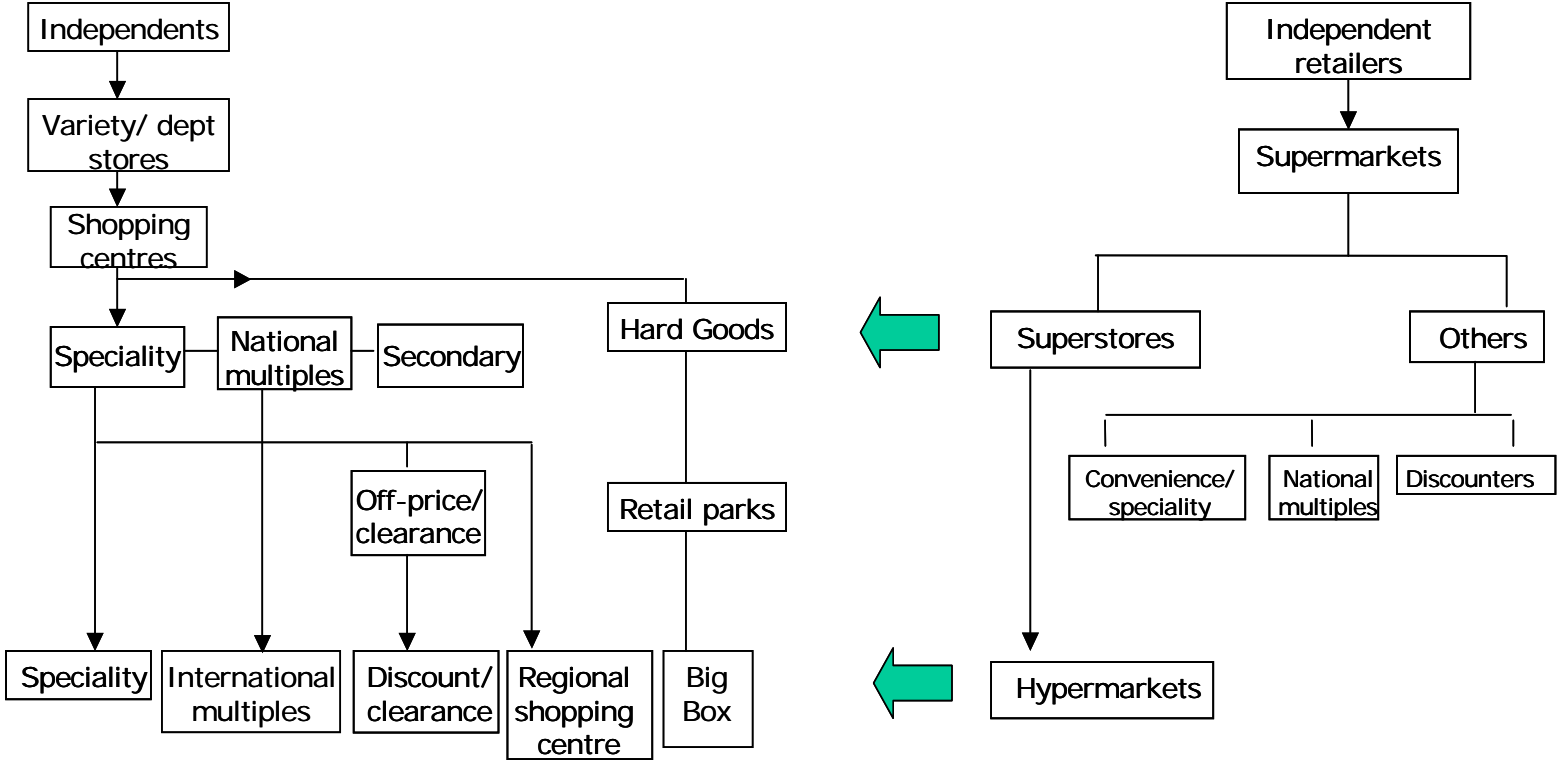 Independents
Variety/ dept
stores
Shopping
centres
Speciality
National
multiples
Secondary
Hard Goods
Off-price/
clearance
Retail parks
Speciality
International
multiples
Discount/
clearance
Regional
shopping
centre
Big
Box
Independent
retailers
Supermarkets
Superstores
Others
Convenience/
speciality
National
multiples
Discounters
Hypermarkets